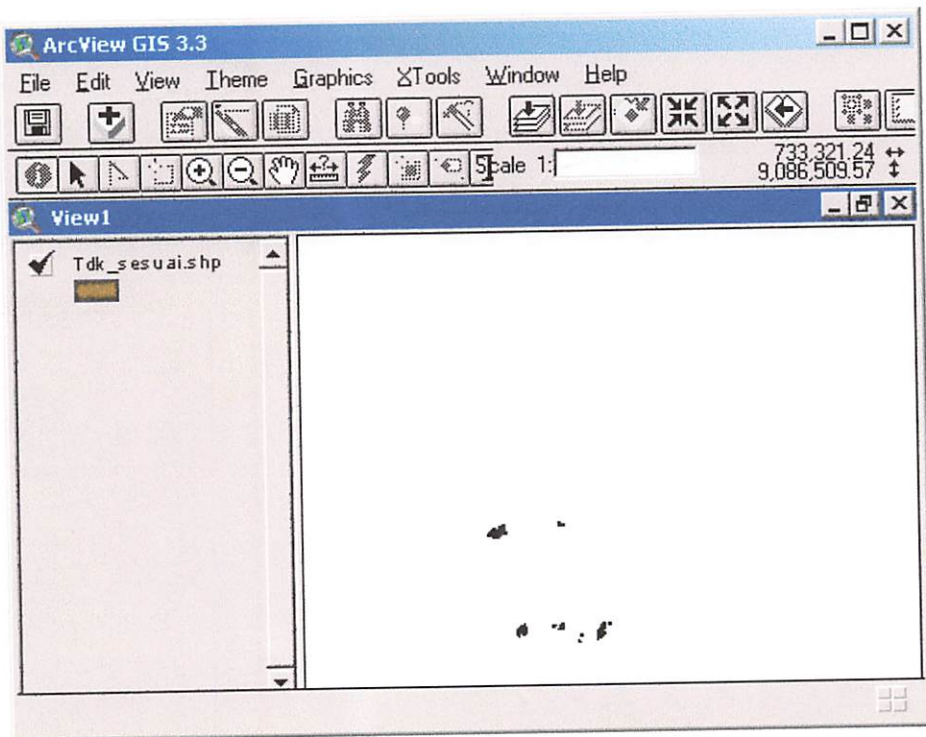 ArcView GIS 3.3
File Edit View Theme Graphics XTools Window Help
Scale 1:
733,321.24
9,086,509.57
View1
Tdk_sesuai.shp